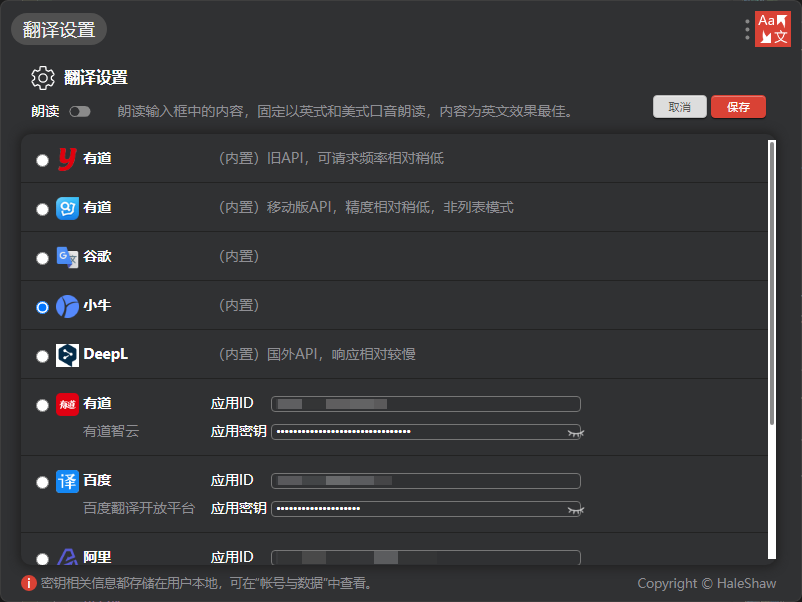 翻译设置
Aa
文
翻译设置
朗读 朗读输入框中的内容，固定以英式和美式口音朗读，内容为英文效果最佳。
取消 保存
y 有道 （内置）旧API，可请求频率相对稍低
有道 （内置）移动版API，精度相对稍低，非列表模式
G 文 谷歌 （内置）
小牛 （内置）
DeepL （内置）国外API，响应相对较慢
有道 有道 应用ID
有道智云 应用密钥
译 百度 应用ID
百度翻译开放平台 应用密钥
阿里 应用ID
密钥相关信息都存储在用户本地，可在“帐号与数据”中查看。 Copyright © HaleShaw